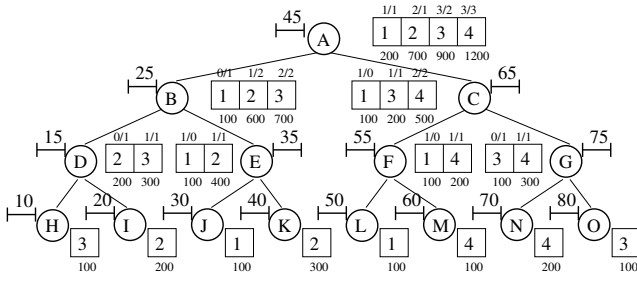 45 A 1/1 2/1 3/2 3/3
1 2 3 4
200 700 900 1200
25 B 0/1 1/2 2/2 1/0 1/1 2/2 C 65
1 2 3 1 3 4
100 600 700 100 200 500
15 D 0/1 1/1 1/0 1/1 E 35 55 F 1/0 1/1 0/1 1/1 G 75
2 3 1 2 1 4 3 4
200 300 100 400 100 200 100 300
10 20 30 40 50 60 70 80
H I J K L M N O
3 2 1 2 1 4 4 3
100 200 100 300 100 100 200 100